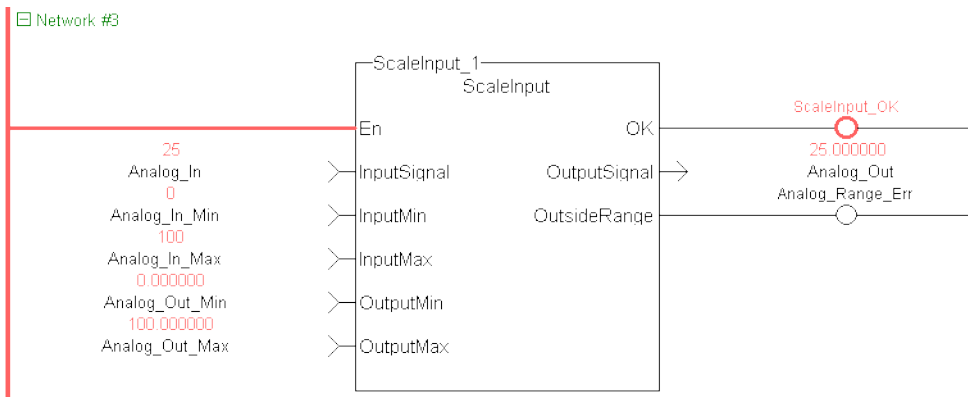 Network #3
ScaleInput_1
ScaleInput
ScaleInput_OK
En
OK
25
25.000000
Analog_In
InputSignal
OutputSignal
Analog_Out
0
Analog_Range_Err
Analog_In_Min
InputMin
OutsideRange
100
Analog_In_Max
InputMax
0.000000
Analog_Out_Min
OutputMin
100.000000
Analog_Out_Max
OutputMax